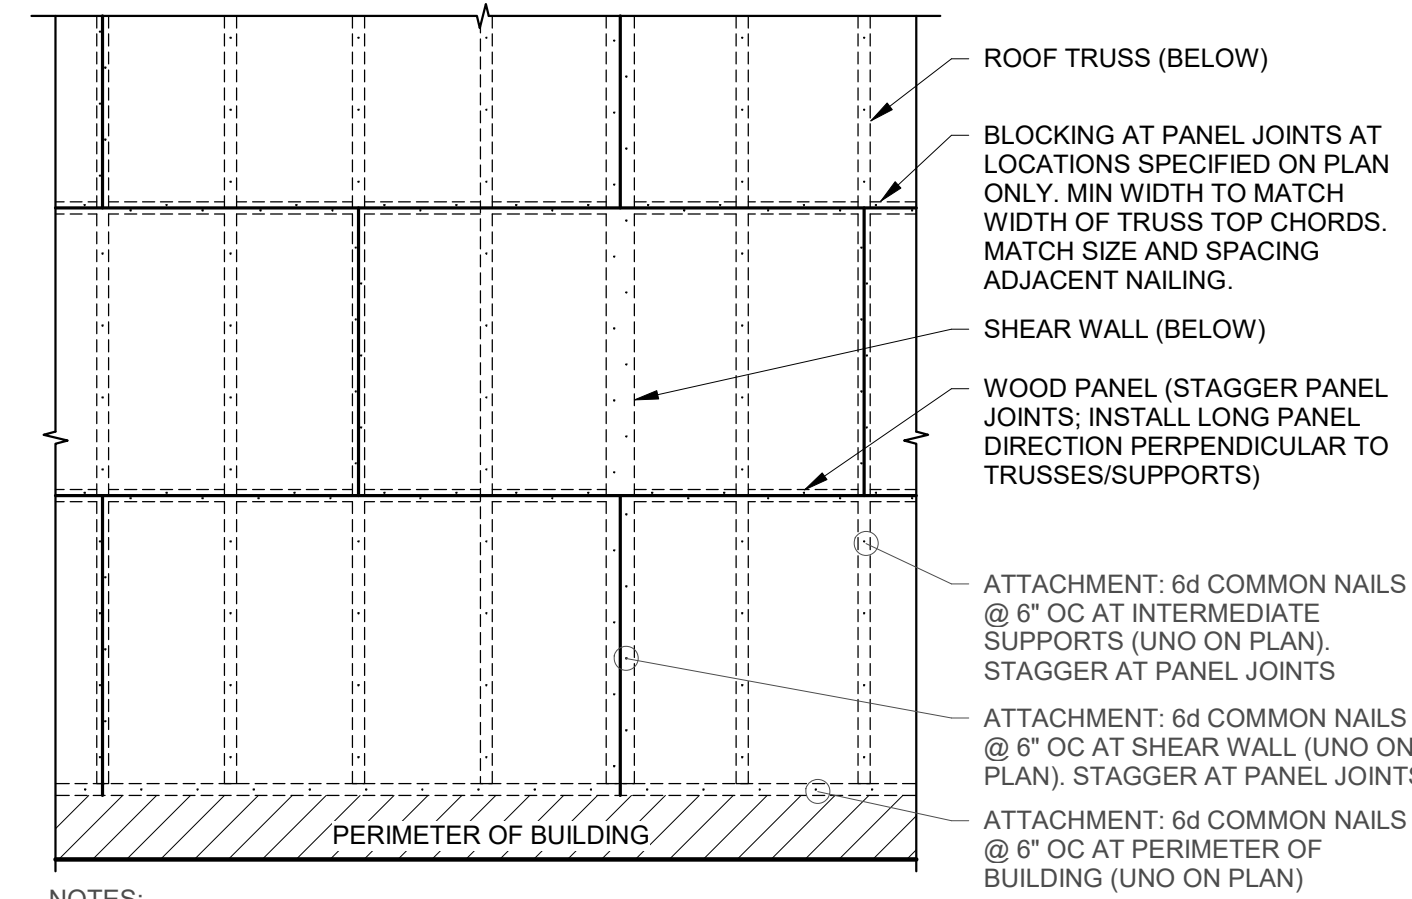 ROOF TRUSS (BELOW)
BLOCKING AT PANEL JOINTS AT
LOCATIONS SPECIFIED ON PLAN
ONLY. MIN WIDTH TO MATCH
WIDTH OF TRUSS TOP CHORDS.
MATCH SIZE AND SPACING
ADJACENT NAILING.
SHEAR WALL (BELOW)
WOOD PANEL (STAGGER PANEL
JOINTS; INSTALL LONG PANEL
DIRECTION PERPENDICULAR TO
TRUSSES/SUPPORTS)
ATTACHMENT: 6d COMMON NAILS
@ 6" OC AT INTERMEDIATE
SUPPORTS (UNO ON PLAN).
STAGGER AT PANEL JOINTS
ATTACHMENT: 6d COMMON NAILS
@ 6" OC AT SHEAR WALL (UNO ON
PLAN). STAGGER AT PANEL JOINTS
ATTACHMENT: 6d COMMON NAILS
@ 6" OC AT PERIMETER OF
BUILDING (UNO ON PLAN)
PERIMETER OF BUILDING
NOTES: